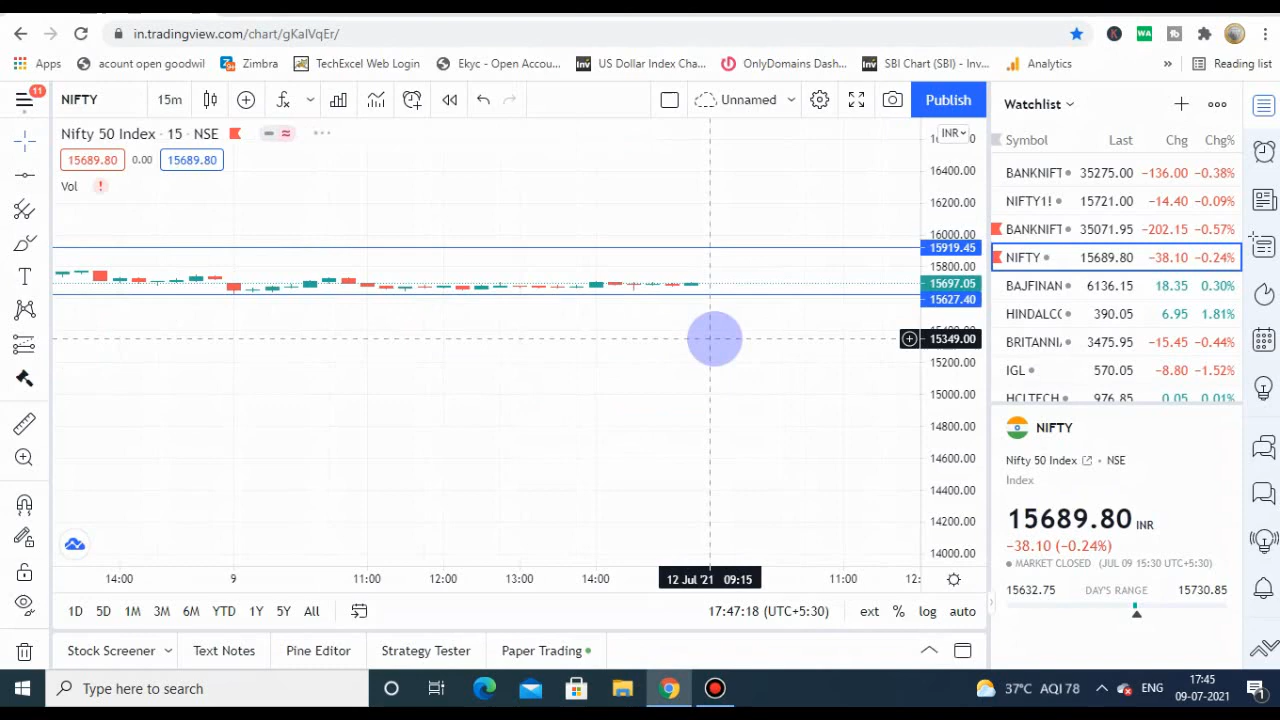 in.tradingview.com/chart/gKaIVqEr/
Apps acount open goodwil Zimbra TechExcel Web Login Ekyc - Open Accou... US Dollar Index Cha... OnlyDomains Dash... SBI Chart (SBI) - Inv... Analytics » Reading list
11 NIFTY 15m Unnamed Publish
Watchlist
Nifty 50 Index · 15 · NSE
INR
15689.80 0.00 15689.80
Vol !
Symbol Last Chg Chg%
BANKNIFT 35275.00 −136.00 −0.38%
NIFTY1! 15721.00 −14.40 −0.09%
BANKNIFT 35071.95 −202.15 −0.57%
NIFTY 15689.80 −38.10 −0.24%
BAJFINAN 6136.15 18.35 0.30%
HINDALCO 390.05 6.95 1.81%
BRITANNI 3475.95 −15.45 −0.44%
IGL 570.05 −8.80 −1.52%
HCLTECH 976.85 0.05 0.01%
16400.00
16200.00
16000.00
15919.45
15800.00
15697.05
15627.40
15349.00
15200.00
15000.00
14800.00
14600.00
14400.00
14200.00
14000.00
14:00 9 11:00 12:00 13:00 14:00 12 Jul '21 09:15 11:00 12:
NIFTY
Nifty 50 Index · NSE
Index
15689.80 INR
−38.10 (−0.24%)
MARKET CLOSED (JUL 09 15:30 UTC+5:30)
15632.75 DAY'S RANGE 15730.85
1D 5D 1M 3M 6M YTD 1Y 5Y All 17:47:18 (UTC+5:30) ext % log auto
Stock Screener Text Notes Pine Editor Strategy Tester Paper Trading
Type here to search
37°C AQI 78 ENG
17:45
09-07-2021
1